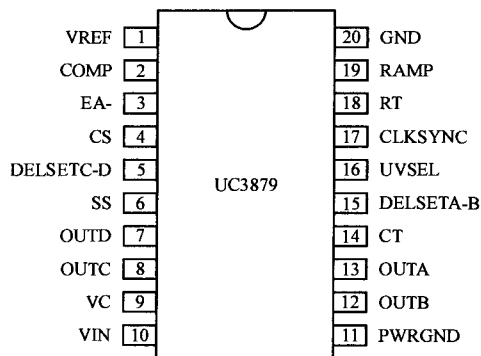 VREF 1 20 GND
COMP 2 19 RAMP
EA- 3 18 RT
CS 4 17 CLKSYNC
DELSETC-D 5 16 UVSEL
UC3879
SS 6 15 DELSETA-B
OUTD 7 14 CT
OUTC 8 13 OUTA
VC 9 12 OUTB
VIN 10 11 PWRGND